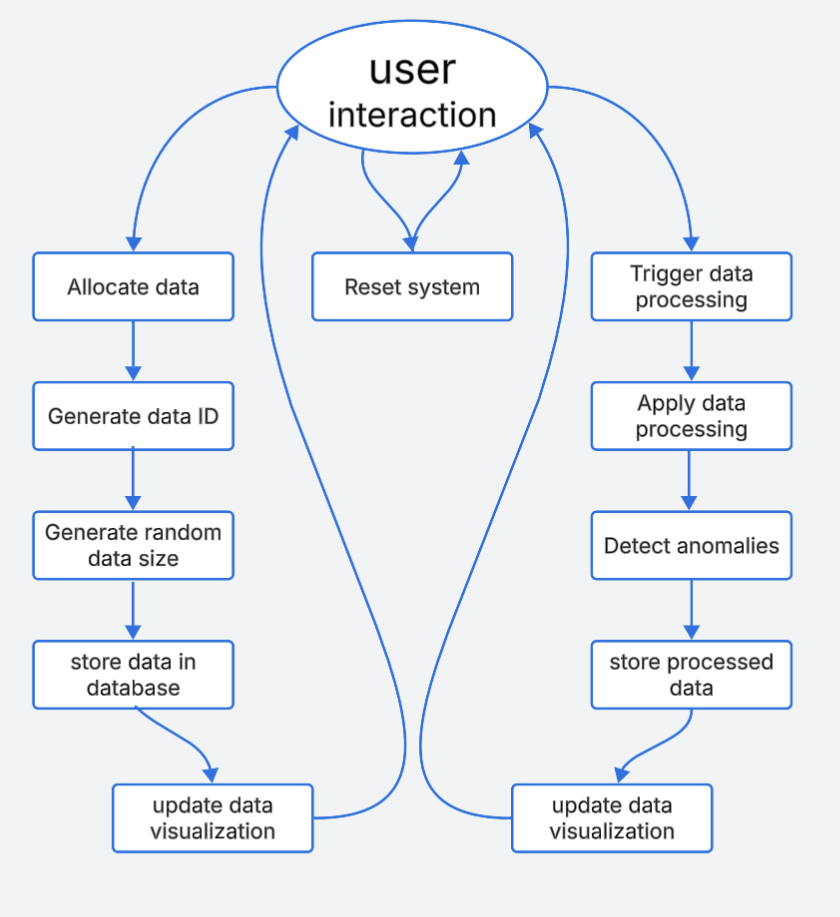 user
interaction
Allocate data
Reset system
Trigger data
processing
Generate data ID
Apply data
processing
Generate random
data size
Detect anomalies
store data in
database
store processed
data
update data
visualization
update data
visualization